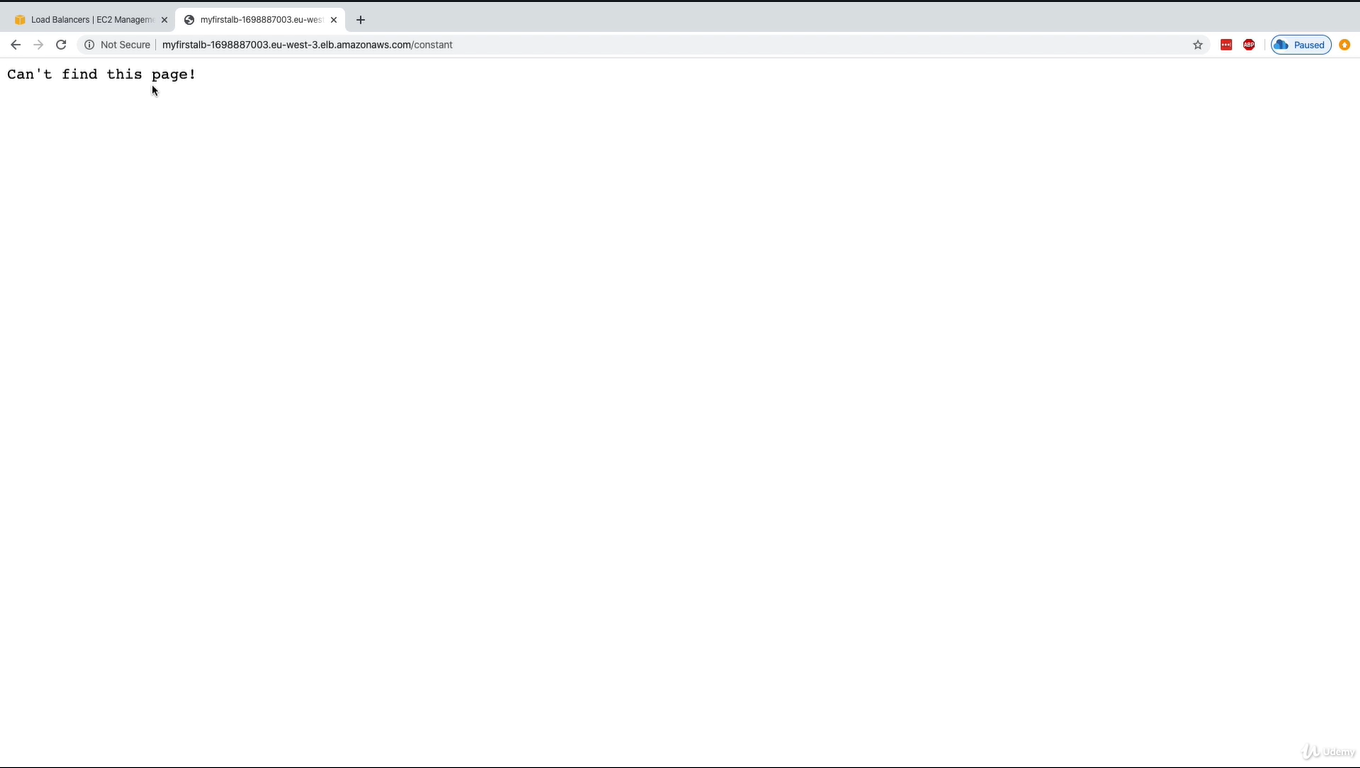 Load Balancers | EC2 Managem
myfirstalb-1698887003.eu-wes
Not Secure
myfirstalb-1698887003.eu-west-3.elb.amazonaws.com/constant
ABP
Paused
Can't find this page!
Udemy